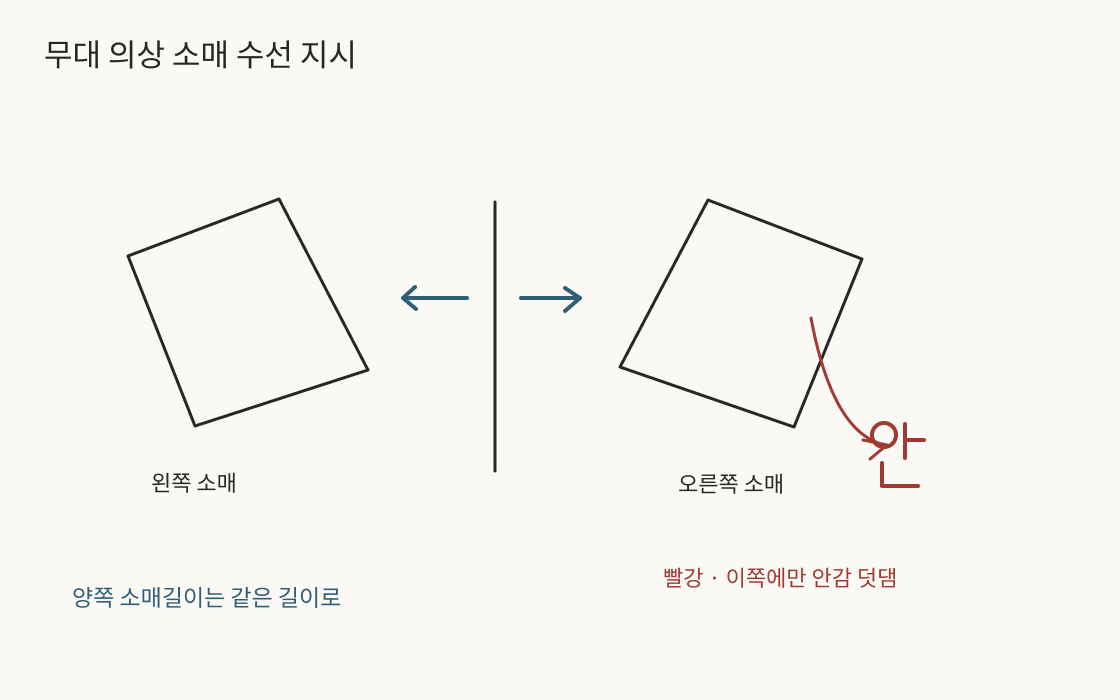 무대 의상 소매 수선 지시
안
왼쪽 소매
오른쪽 소매
빨강 · 이쪽에만 안감 덧댐
양쪽 소매길이는 같은 길이로